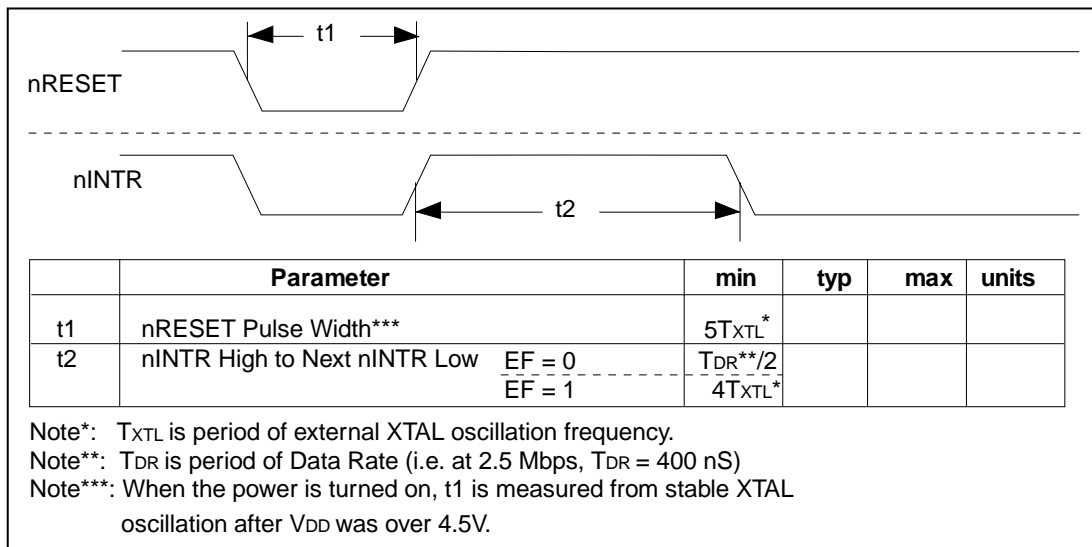 t1
nRESET
nINTR
t2
Parameter min typ max units
t1 nRESET Pulse Width*** 5TXTL*
t2 nINTR High to Next nINTR Low EF = 0 TDR**/2
EF = 1 4TXTL*
Note*: TXTL is period of external XTAL oscillation frequency.
Note**: TDR is period of Data Rate (i.e. at 2.5 Mbps, TDR = 400 nS)
Note***: When the power is turned on, t1 is measured from stable XTAL
oscillation after VDD was over 4.5V.